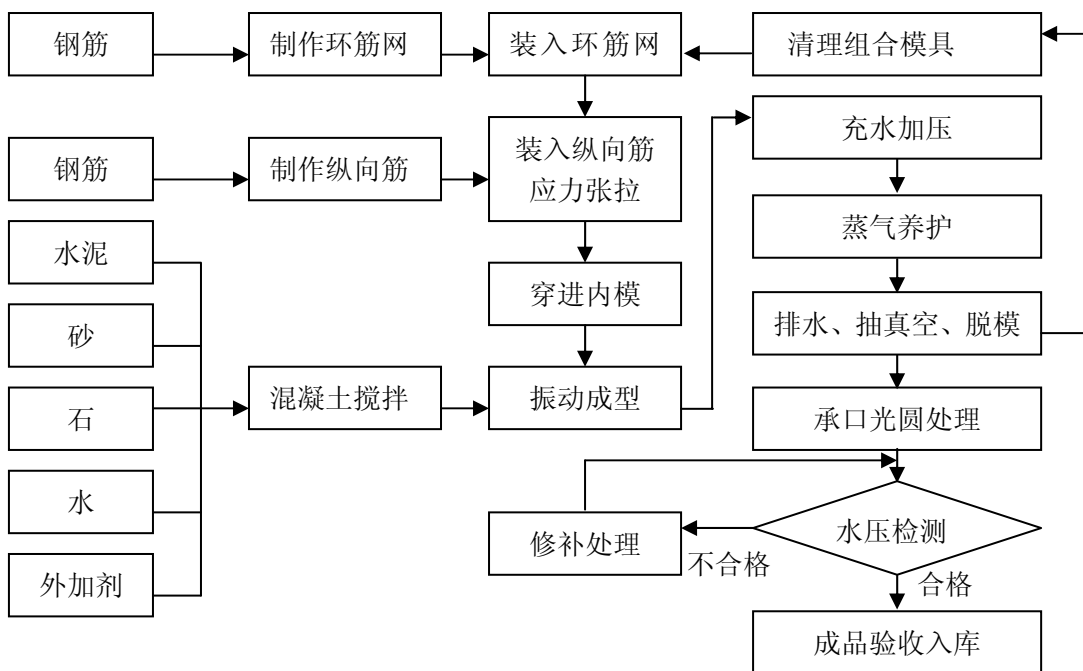 钢筋
制作环筋网
装入环筋网
清理组合模具
充水加压
钢筋
制作纵向筋
装入纵向筋
应力张拉
蒸气养护
水泥
穿进内模
排水、抽真空、脱模
砂
混凝土搅拌
振动成型
承口光圆处理
石
水
修补处理
水压检测
不合格
合格
外加剂
成品验收入库